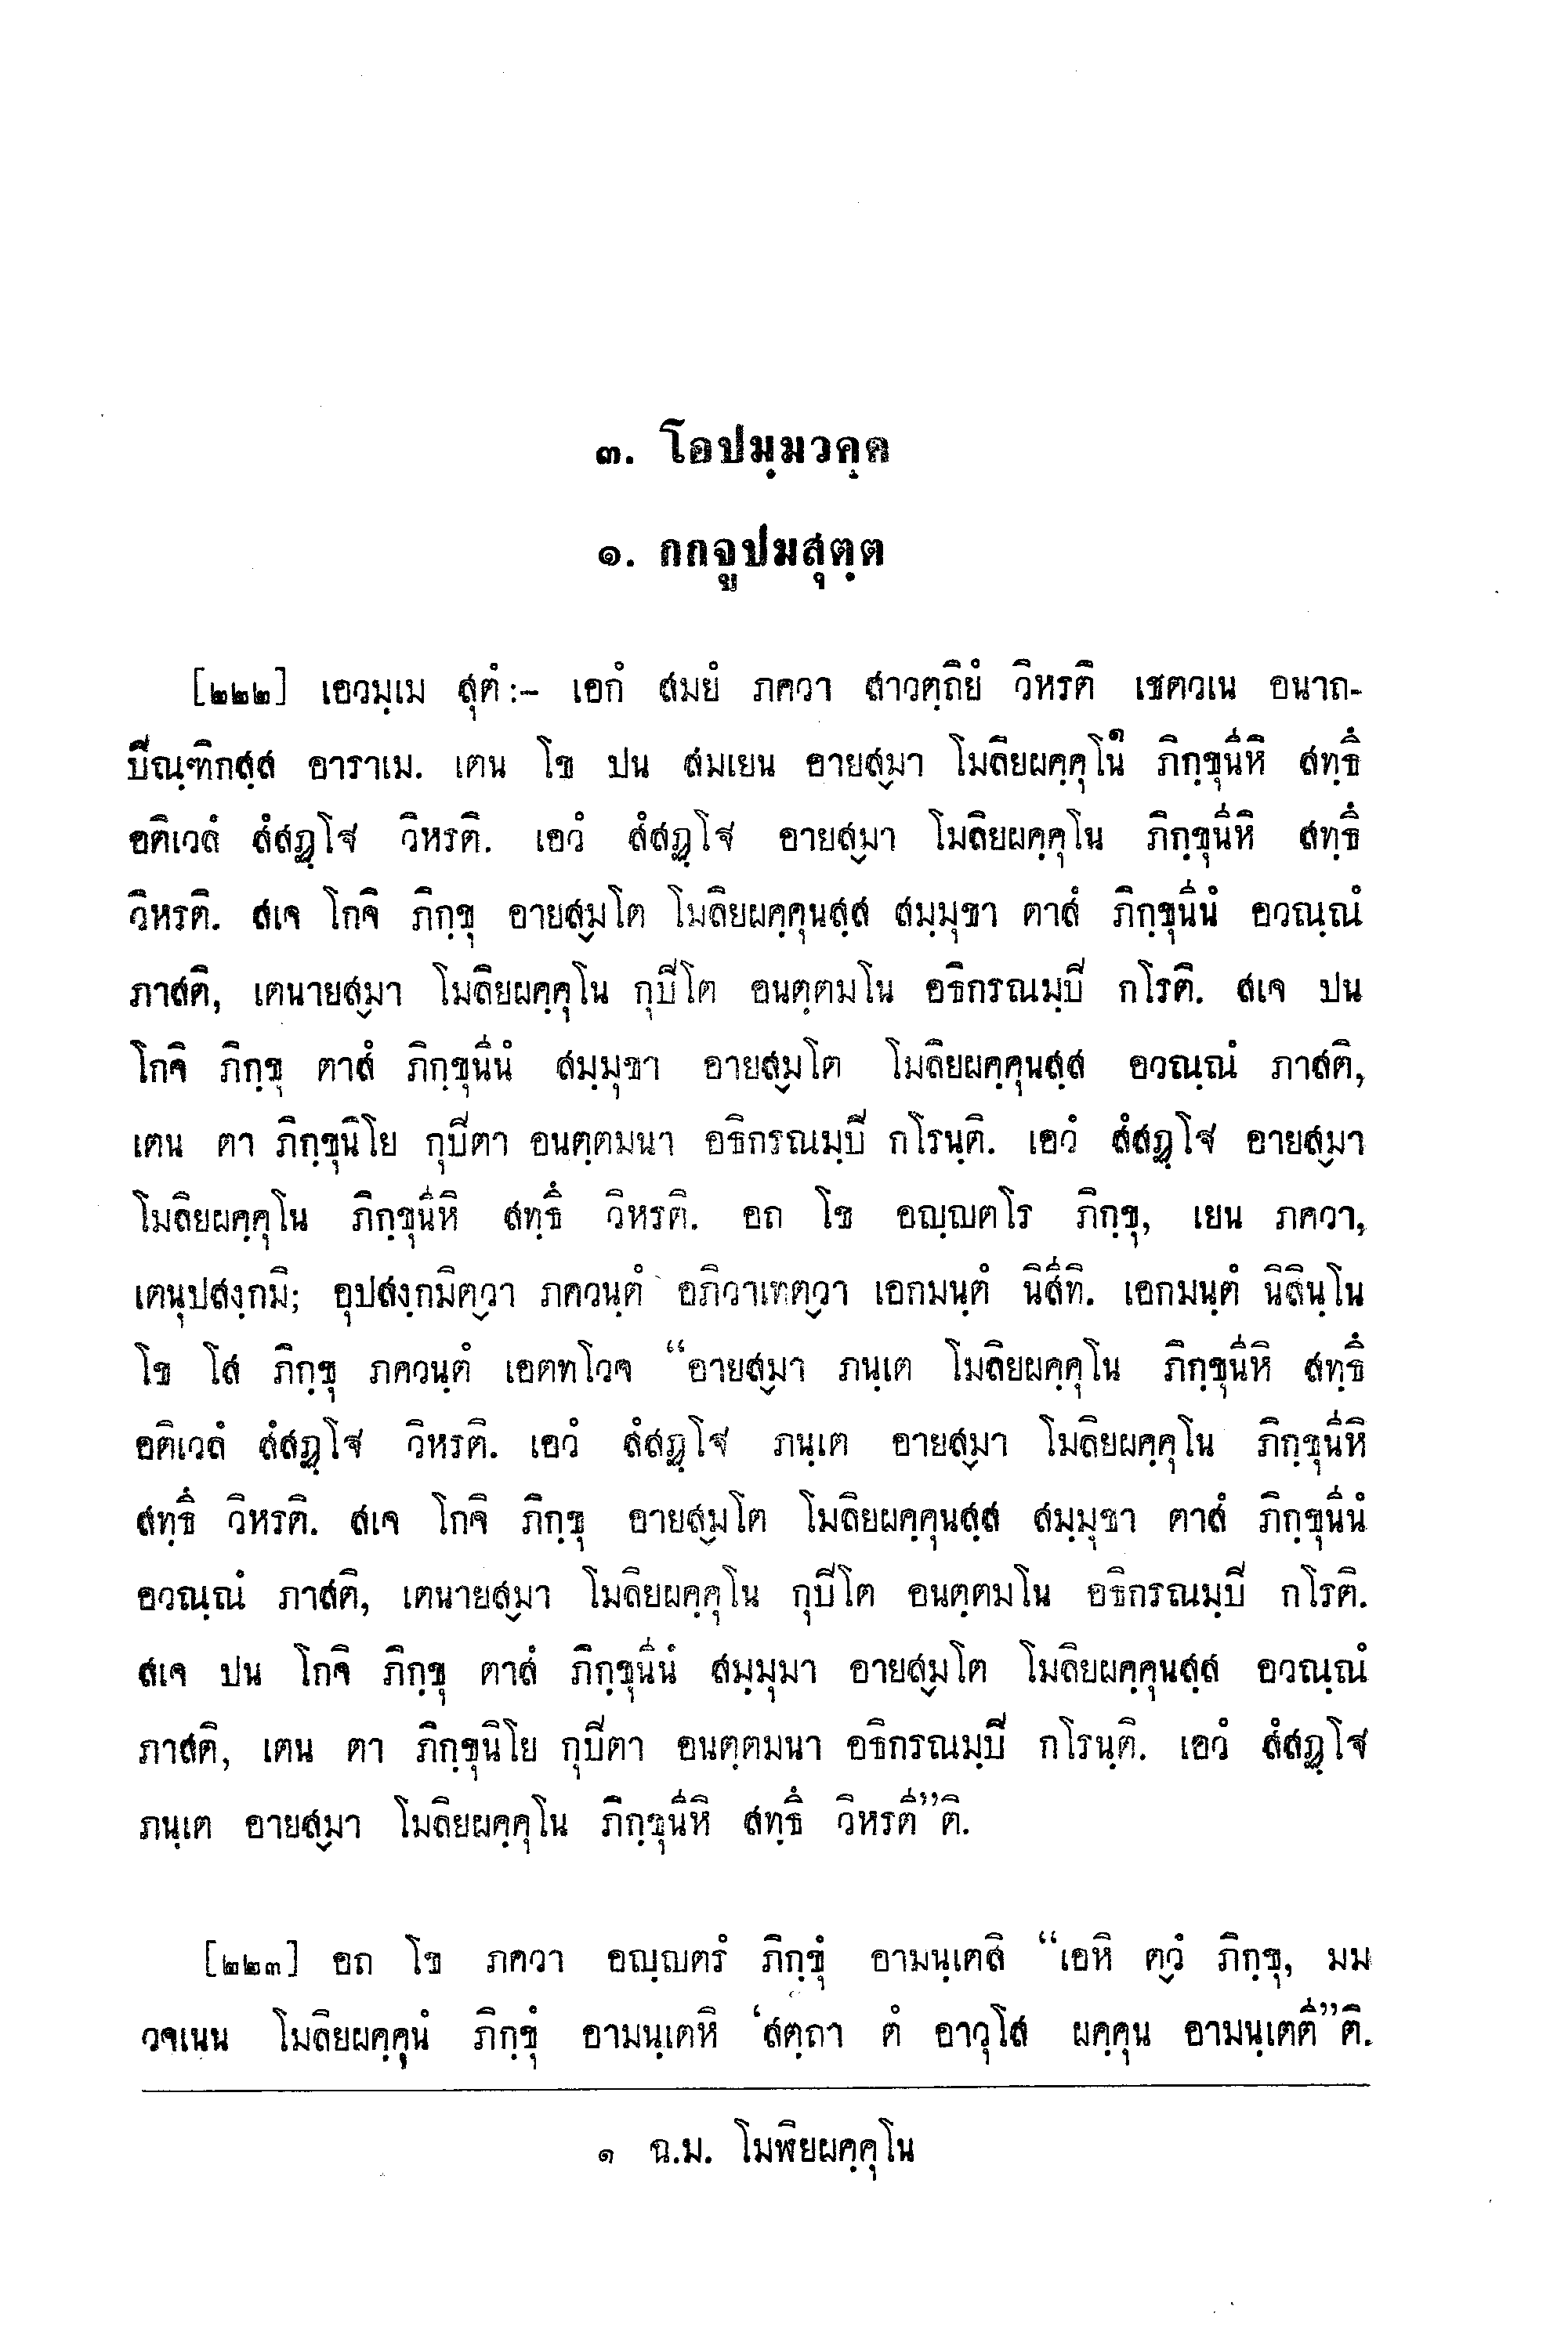 ๓. โอปมฺมวคฺค
๑. กกจูปมสุตฺต
[๒๒๒] เอวมฺเม สุตํ :– เอกํ สมยํ ภควา สาวตฺถิยํ วิหรติ เชตวเน อนาถ-
ปิณฺฑิกสฺส อาราเม. เตน โข ปน สมเยน อายสฺมา โมลิยผคฺคุโน๑ ภิกฺขุนีหิ สทฺธึ
อติเวลํ สํสฏฺโฐ วิหรติ. เอวํ สํสฏฺโฐ อายสฺมา โมลิยผคฺคุโน ภิกฺขุนีหิ สทฺธึ
วิหรติ. สเจ โกจิ ภิกฺขุ อายสฺมโต โมลิยผคฺคุนสฺส สมฺมุขา ตาสํ ภิกฺขุนีนํ อวณฺณํ
ภาสติ, เตนายสฺมา โมลิยผคฺคุโน กุปิโต อนตฺตมโน อธิกรณมฺปิ กโรติ. สเจ ปน
โกจิ ภิกฺขุ ตาสํ ภิกฺขุนีนํ สมฺมุขา อายสฺมโต โมลิยผคฺคุนสฺส อวณฺณํ ภาสติ,
เตน ตา ภิกฺขุนิโย กุปิตา อนตฺตมนา อธิกรณมฺปิ กโรนฺติ. เอวํ สํสฏฺโฐ อายสฺมา
โมลิยผคฺคุโน ภิกฺขุนีหิ สทฺธึ วิหรติ. อถ โข อญฺญตโร ภิกฺขุ, เยน ภควา,
เตนุปสงฺกมิ; อุปสงฺกมิตฺวา ภควนฺตํ อภิวาเทตฺวา เอกมนฺตํ นิสีทิ. เอกมนฺตํ นิสินฺโน
โข โส ภิกฺขุ ภควนฺตํ เอตทโวจ “อายสฺมา ภนฺเต โมลิยผคฺคุโน ภิกฺขุนีหิ สทฺธึ
อติเวลํ สํสฏฺโฐ วิหรติ. เอวํ สํสฏฺโฐ ภนฺเต อายสฺมา โมลิยผคฺคุโน ภิกฺขุนีหิ
สทฺธึ วิหรติ. สเจ โกจิ ภิกฺขุ อายสฺมโต โมลิยผคฺคุนสฺส สมฺมุขา ตาสํ ภิกฺขุนีนํ
อวณฺณํ ภาสติ, เตนายสฺมา โมลิยผคฺคุโน กุปิโต อนตฺตมโน อธิกรณมฺปิ กโรติ.
สเจ ปน โกจิ ภิกฺขุ ตาสํ ภิกฺขุนีนํ สมฺมุมา อายสฺมโต โมลิยผคฺคุนสฺส อวณฺณํ
ภาสติ, เตน ตา ภิกฺขุนิโย กุปิตา อนตฺตมนา อธิกรณมฺปิ กโรนฺติ. เอวํ สํสฏฺโฐ
ภนฺเต อายสฺมา โมลิยผคฺคุโน ภิกฺขุนีหิ สทฺธึ วิหรตี”ติ.
[๒๒๓] อถ โข ภควา อญฺญตรํ ภิกฺขุํ อามนฺเตสิ “เอหิ ตฺวํ ภิกฺขุ, มม
วจเนน โมลิยผคฺคุนํ ภิกฺขุํ อามนฺเตหิ ‘สตฺถา ตํ อาวุโส ผคฺคุน อามนฺเตตี”ติ.
๑ ฉ.ม. โมฬิยผคฺคุโน